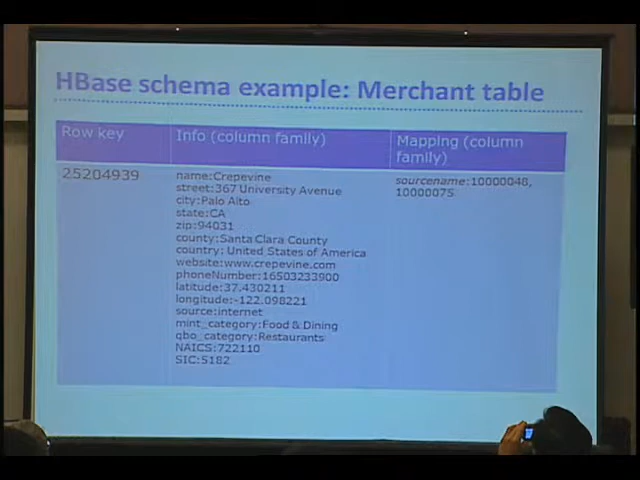 HBase schema example: Merchant table
Row key
Info (column family)
Mapping (column
family)
25204939
name:Crepevine
street:367 University Avenue
city:Palo Alto
state:CA
zip:94031
county:Santa Clara County
country: United States of America
website:www.crepevine.com
phoneNumber:16503233900
latitude:37.430211
longitude:-122.098221
source:internet
mint_category:Food & Dining
qbo_category:Restaurants
NAICS:722110
SIC:5182
sourcename:10000048,
10000075